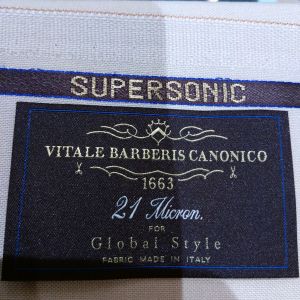 SUPERSONIC
VITALE BARBERIS CANONICO
1663
21 Micron.
FOR
Global Style
FABRIC MADE IN ITALY